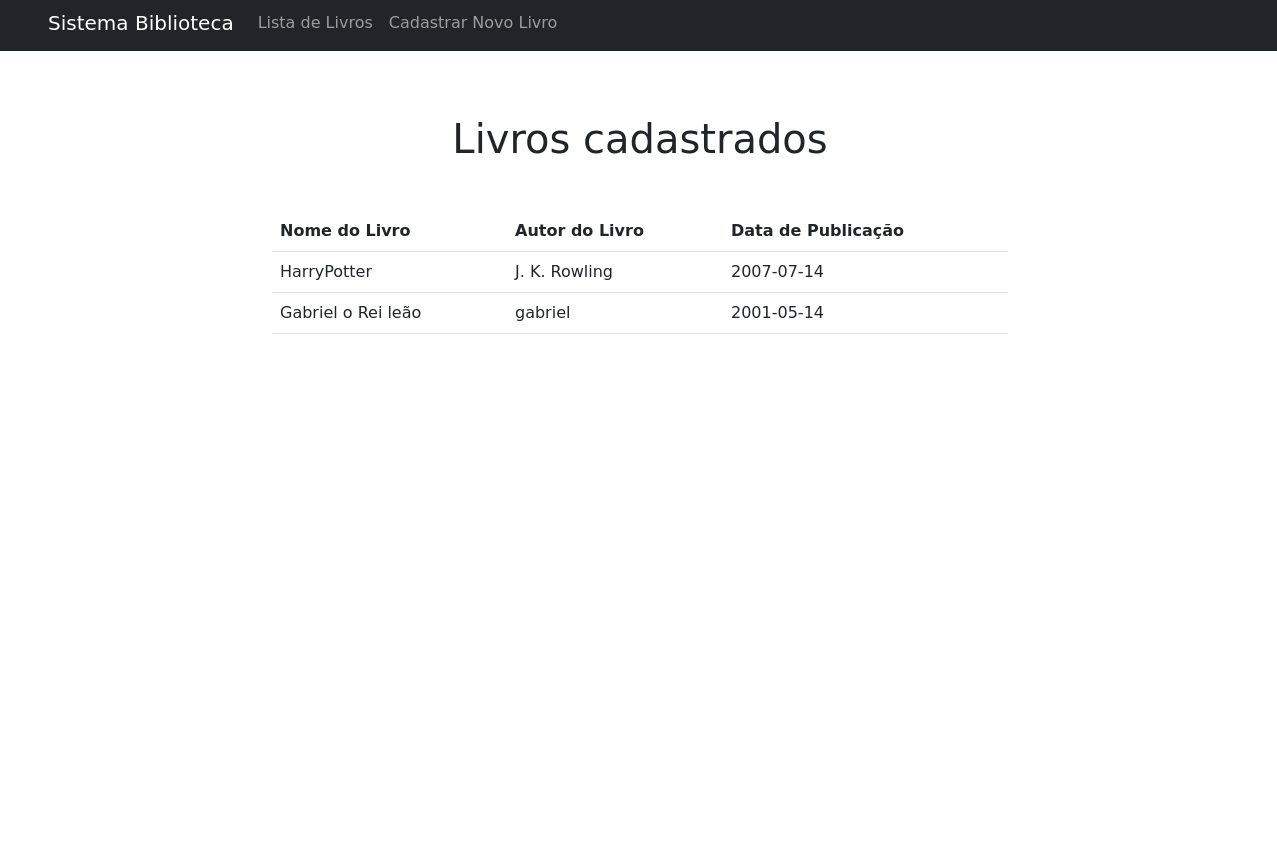 Sistema Biblioteca Lista de Livros Cadastrar Novo Livro
Livros cadastrados
Nome do Livro Autor do Livro Data de Publicação
HarryPotter J. K. Rowling 2007-07-14
Gabriel o Rei leão gabriel 2001-05-14